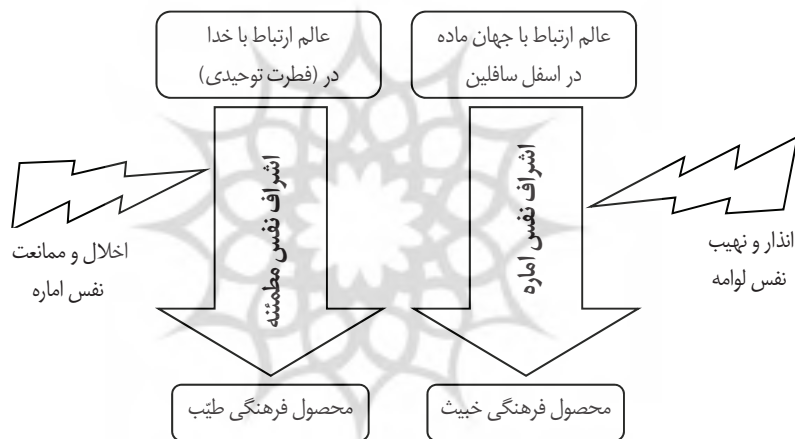 عالم ارتباط با جهان ماده
در اسفل سافلین
عالم ارتباط با خدا
در (فطرت توحیدی)
اشراف نفس اماره
اشراف نفس مطمئنه
انذار و نهیب
نفس لوامه
اخلال و ممانعت
نفس اماره
محصول فرهنگی خبیث
محصول فرهنگی طیّب